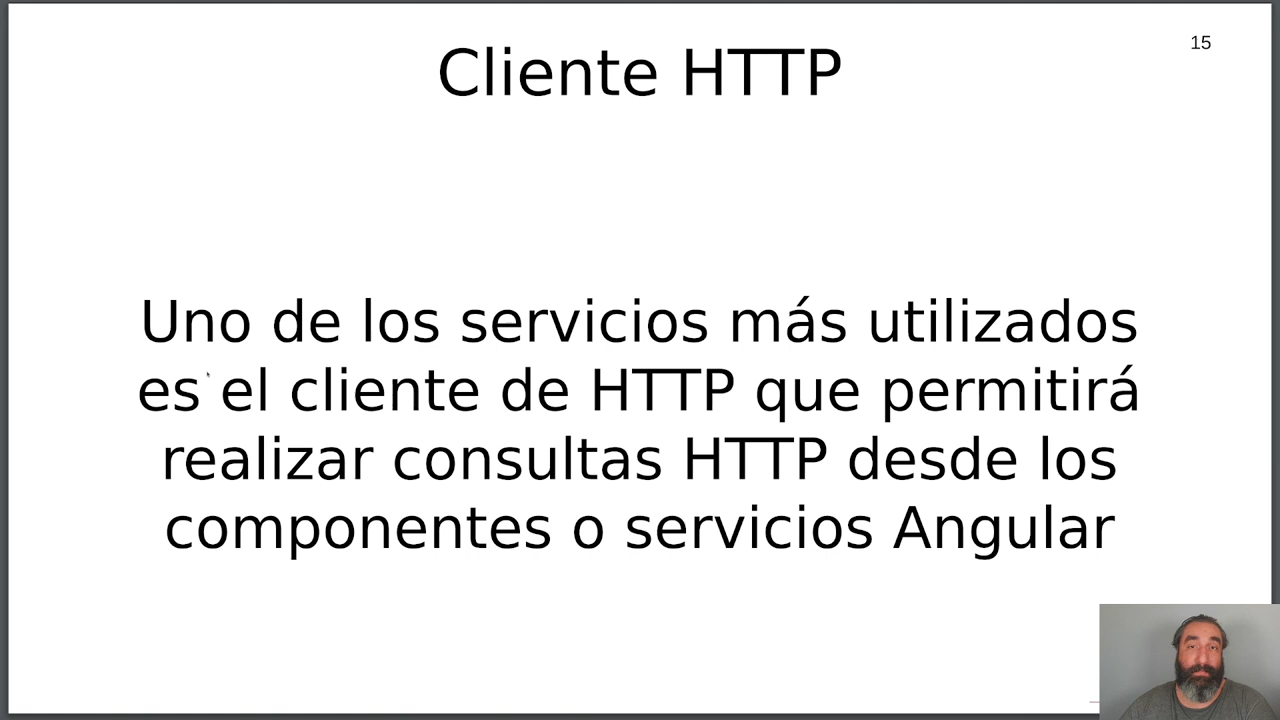 15
Cliente HTTP
Uno de los servicios más utilizados
es el cliente de HTTP que permitirá
realizar consultas HTTP desde los
componentes o servicios Angular